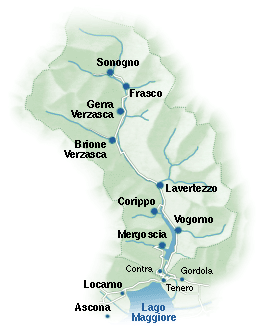 Sonogno
Frasco
Gerra
Verzasca
Brione
Verzasca
Lavertezzo
Corippo
Vogorno
Mergoscia
Contra
Gordola
Tenero
Locarno
Ascona
Lago
Maggiore